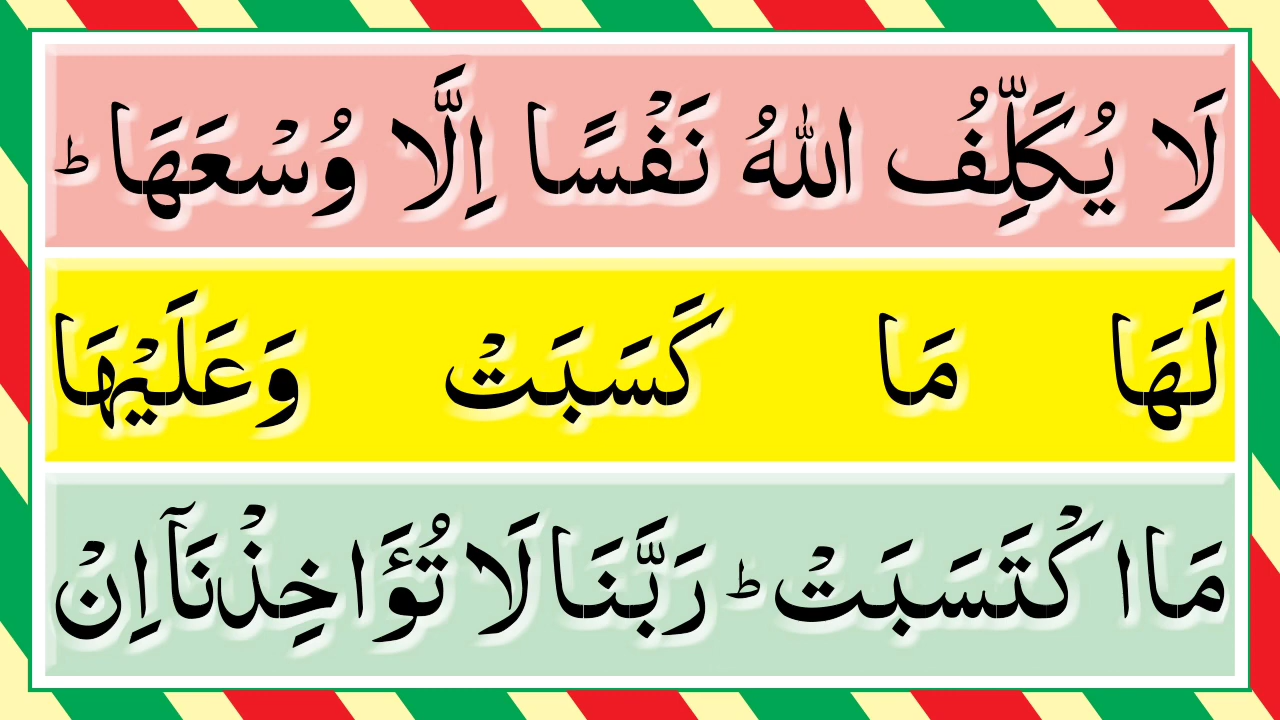 لَا يُكَلِّفُ اللّٰهُ نَفْسًا اِلَّا وُسْعَهَا ؕ
لَهَا مَا كَسَبَتْ وَعَلَيْهَا
مَا اكْتَسَبَتْ ؕ رَبَّنَا لَا تُؤَاخِذْنَاۤ اِنْ